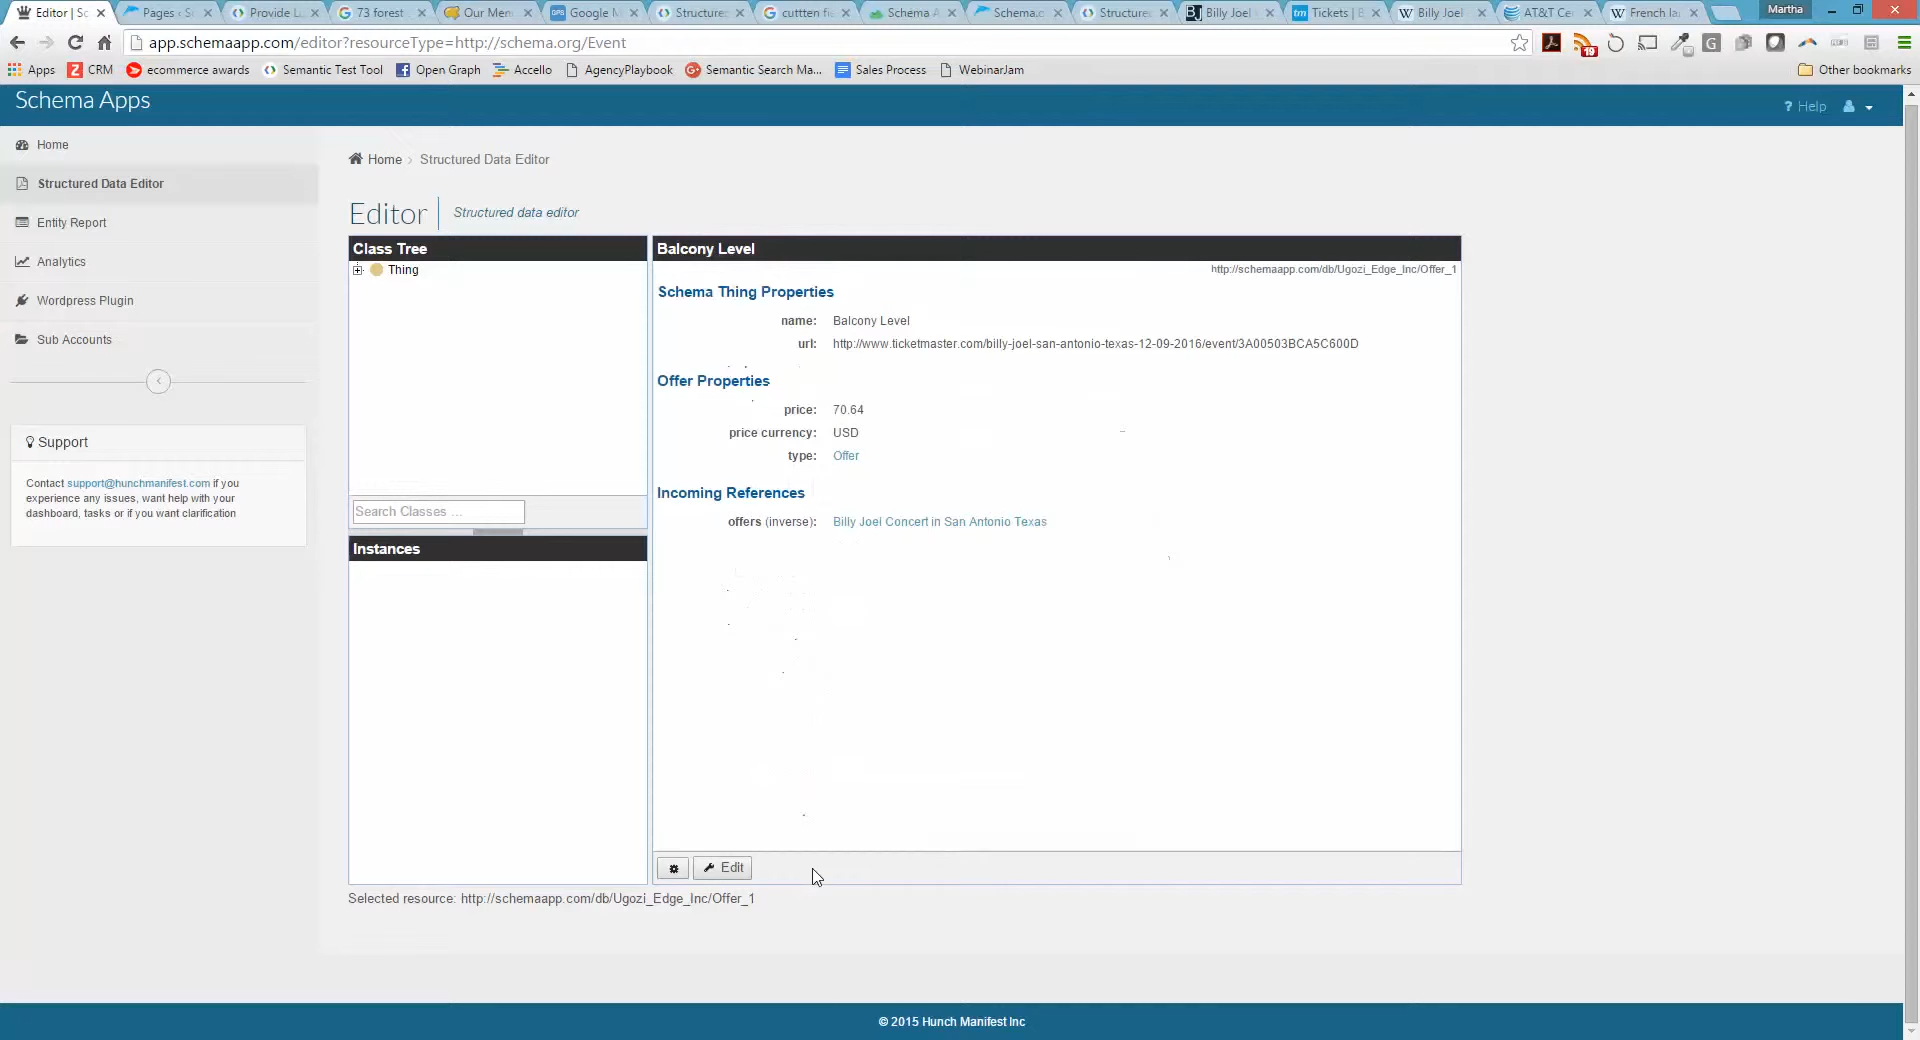 Editor | Sc
Pages ‹ S
Provide L
73 forest
Our Me
Google M
Structure
cuttten fi
Schema A
Schema.c
Structure
Billy Joel
Tickets | B
Billy Joel
AT&T Ce
French la
Martha
app.schemaapp.com/editor?resourceType=http://schema.org/Event
19
Apps
CRM
ecommerce awards
Semantic Test Tool
Open Graph
Accello
AgencyPlaybook
Semantic Search Ma...
Sales Process
WebinarJam
Other bookmarks
Schema Apps
? Help
Home
Structured Data Editor
Entity Report
Analytics
Wordpress Plugin
Sub Accounts
Support
Contact support@hunchmanifest.com if you
experience any issues, want help with your
dashboard, tasks or if you want clarification
Home › Structured Data Editor
Editor
Structured data editor
Class Tree
Thing
Search Classes ...
Instances
Balcony Level
http://schemaapp.com/db/Ugozi_Edge_Inc/Offer_1
Schema Thing Properties
name: Balcony Level
url: http://www.ticketmaster.com/billy-joel-san-antonio-texas-12-09-2016/event/3A00503BCA5C600D
Offer Properties
price: 70.64
price currency: USD
type: Offer
Incoming References
offers (inverse): Billy Joel Concert in San Antonio Texas
Edit
Selected resource: http://schemaapp.com/db/Ugozi_Edge_Inc/Offer_1
© 2015 Hunch Manifest Inc